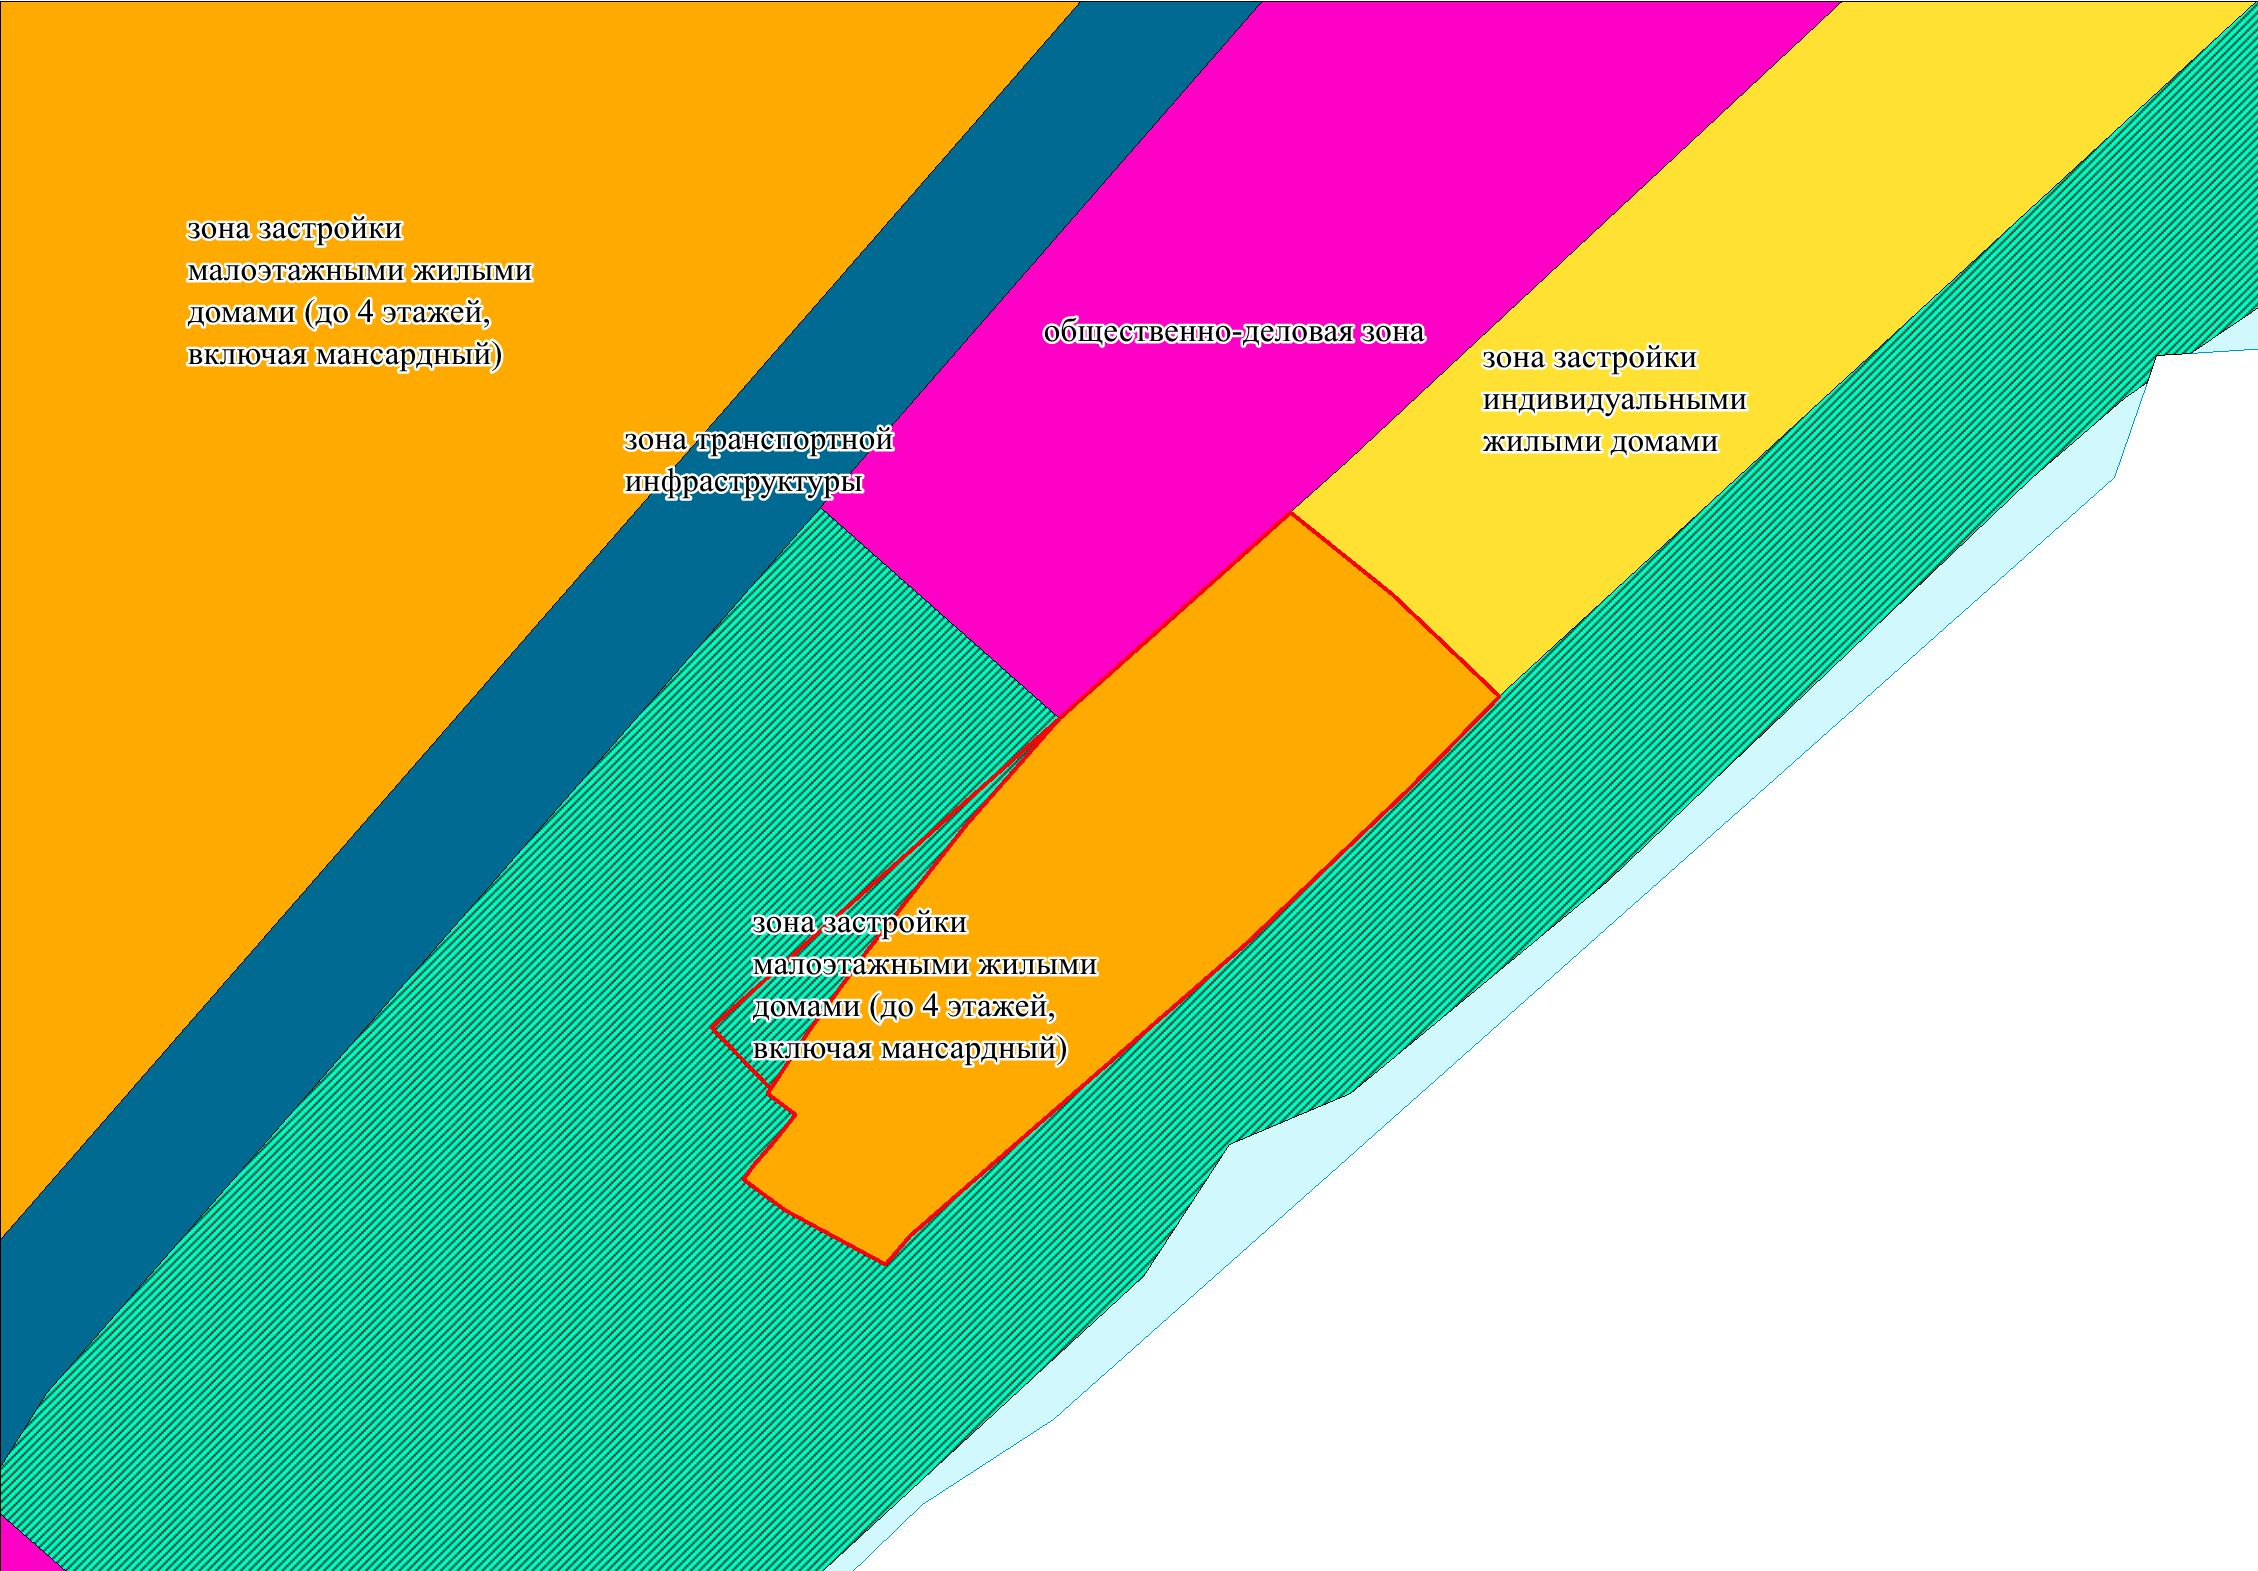 зона застройки
малоэтажными жилыми
домами (до 4 этажей,
включая мансардный)
общественно-деловая зона
зона застройки
индивидуальными
жилыми домами
зона транспортной
инфраструктуры
зона застройки
малоэтажными жилыми
домами (до 4 этажей,
включая мансардный)